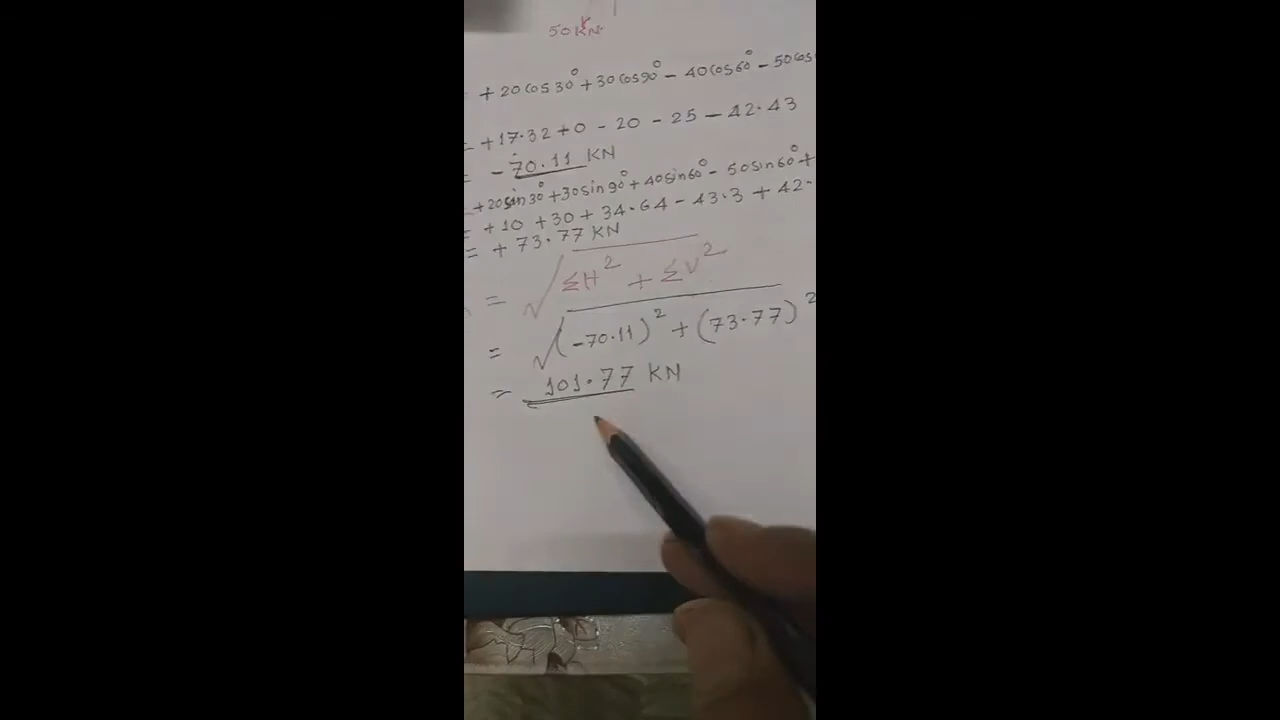 50KN
= +20cos30° + 30cos90° - 40cos60° - 50cos
= +17.32 + 0 - 20 - 25 - 42.43
= -70.11 KN
= +20sin30° + 30sin90° + 40sin60° - 50sin60° +
= +10 + 30 + 34.64 - 43.3 + 42.
= + 73.77 KN
= √ΣH² + ΣV²
= √(-70.11)² + (73.77)²
= 101.77 KN